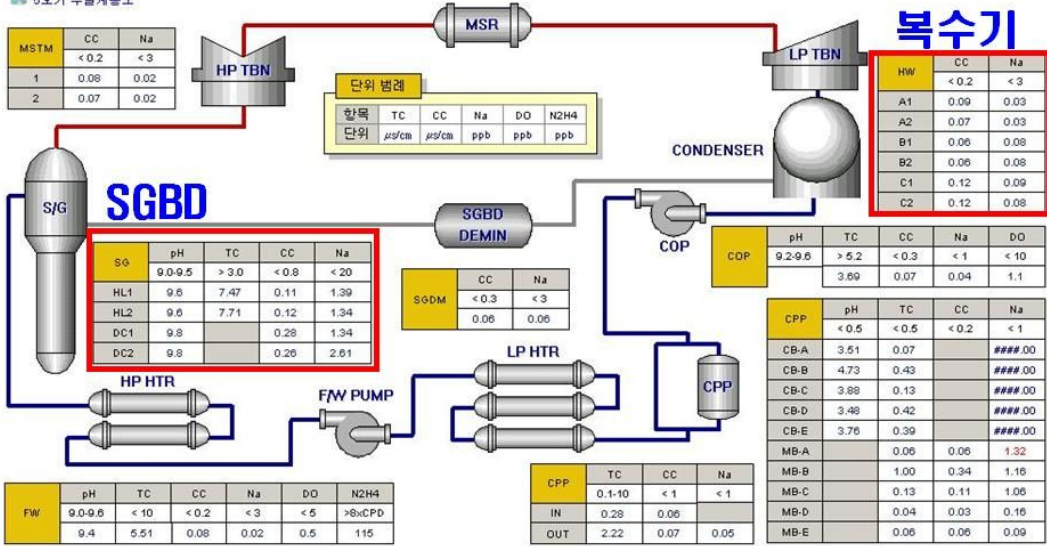 복수기
MSR
HP TBN
LP TBN
MSTM CC Na
< 0.2 < 3
1 0.08 0.02
2 0.07 0.02
단위 범례
항목 TC CC Na DO N2H4
단위 μs/cm μs/cm ppb ppb ppb
HW CC Na
< 0.2 < 3
A1 0.09 0.03
A2 0.07 0.03
B1 0.06 0.08
B2 0.06 0.08
C1 0.12 0.09
C2 0.12 0.08
CONDENSER
S/G
SGBD
SGBD
DEMIN
COP
SG pH TC CC Na
9.0-9.5 > 3.0 < 0.8 < 20
HL1 9.6 7.47 0.11 1.39
HL2 9.6 7.71 0.12 1.34
DC1 9.8 0.28 1.34
DC2 9.8 0.26 2.61
SGDM CC Na
< 0.3 < 3
0.06 0.06
COP pH TC CC Na DO
9.2-9.6 > 5.2 < 0.3 < 1 < 10
3.69 0.07 0.04 1.1
CPP pH TC CC Na
< 0.5 < 0.5 < 0.2 < 1
CB-A 3.51 0.07 ####.00
CB-B 4.73 0.43 ####.00
CB-C 3.88 0.13 ####.00
CB-D 3.48 0.42 ####.00
CB-E 3.76 0.39 ####.00
MB-A 0.06 0.06 1.32
MB-B 1.00 0.34 1.16
MB-C 0.13 0.11 1.06
MB-D 0.04 0.03 0.16
MB-E 0.06 0.06 0.09
HP HTR
F/W PUMP
LP HTR
CPP
FW pH TC CC Na DO N2H4
9.0-9.6 < 10 < 0.2 < 3 < 5 >8xCPD
9.4 5.51 0.08 0.02 0.5 115
CPP TC CC Na
0.1-10 < 1 < 1
IN 0.28 0.06
OUT 2.22 0.07 0.05